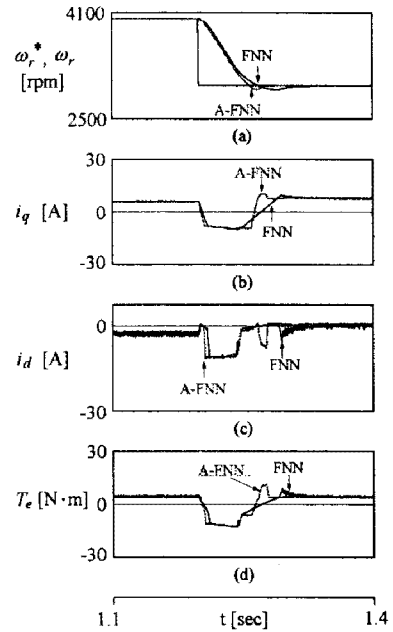 4100
ω_r*, ω_r
[rpm]
FNN
A-FNN
2500
(a)
30
A-FNN
i_q [A]
0
FNN
-30
(b)
0
i_d [A]
A-FNN
FNN
-30
(c)
30
A-FNN
FNN
T_e [N·m]
0
-30
(d)
1.1
t [sec]
1.4